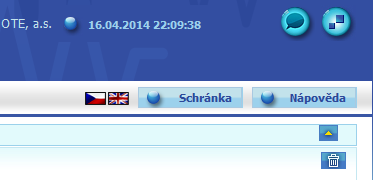 OTE, a.s. 16.04.2014 22:09:38
Schránka Nápověda